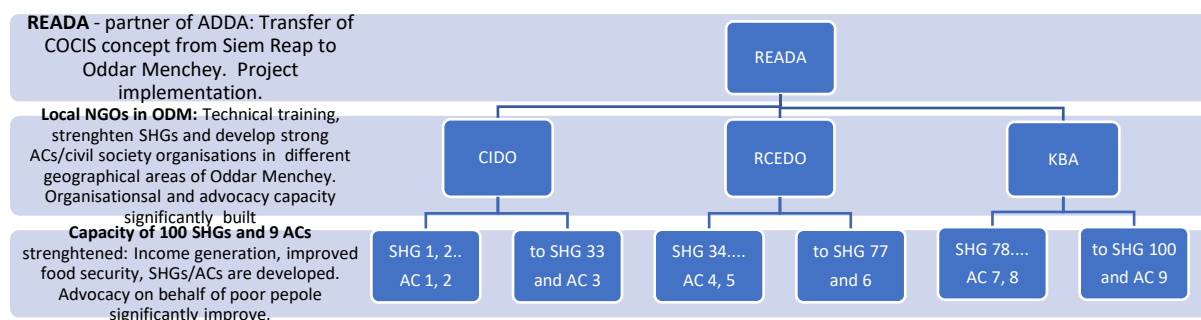 READA - partner of ADDA: Transfer of
COCIS concept from Siem Reap to
Oddar Menchey. Project
implementation.
READA
Local NGOs in ODM: Technical training,
strenghten SHGs and develop strong
ACs/civil society organisations in different
geographical areas of Oddar Menchey.
Organisationsal and advocacy capacity
significantly built
CIDO
RCEDO
KBA
Capacity of 100 SHGs and 9 ACs
strenghtened: Income generation, improved
food security, SHGs/ACs are developed.
Advocacy on behalf of poor pepole
significantly improve.
SHG 1, 2..
AC 1, 2
to SHG 33
and AC 3
SHG 34....
AC 4, 5
to SHG 77
and 6
SHG 78....
AC 7, 8
to SHG 100
and AC 9